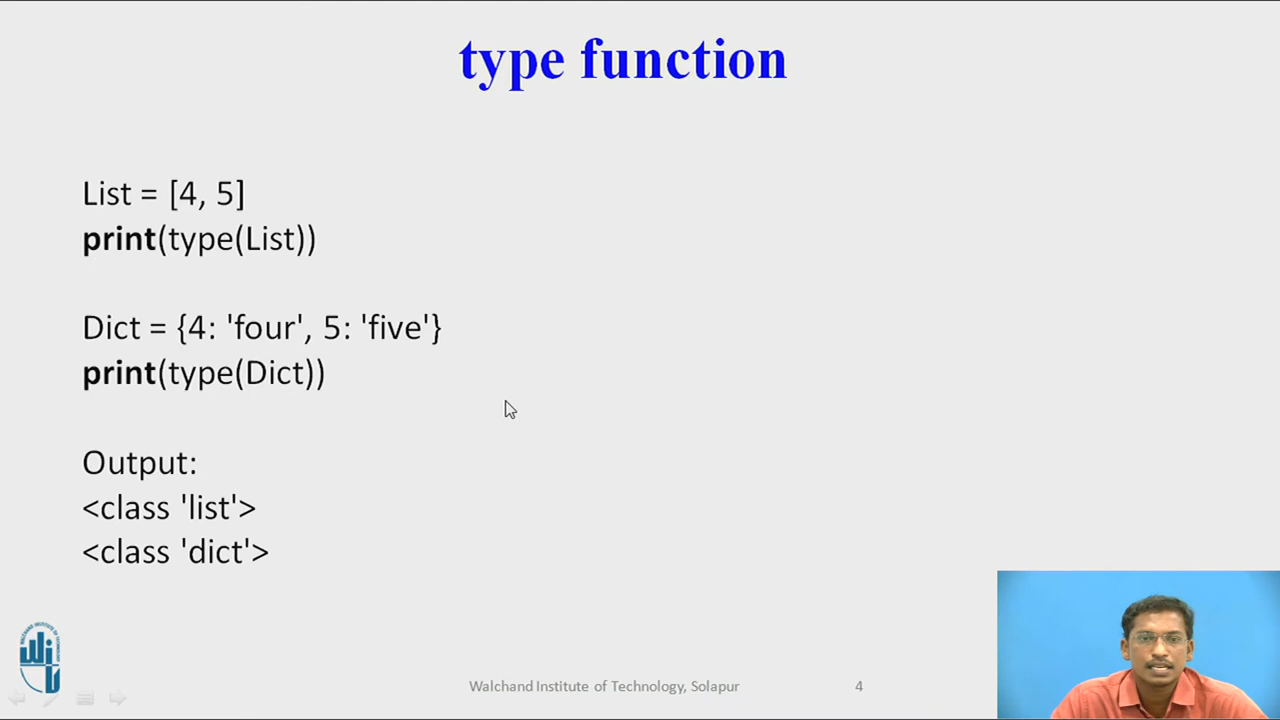 type function
List = [4, 5]
print(type(List))
Dict = {4: 'four', 5: 'five'}
print(type(Dict))
Output:
<class 'list'>
<class 'dict'>
Walchand Institute of Technology, Solapur
4